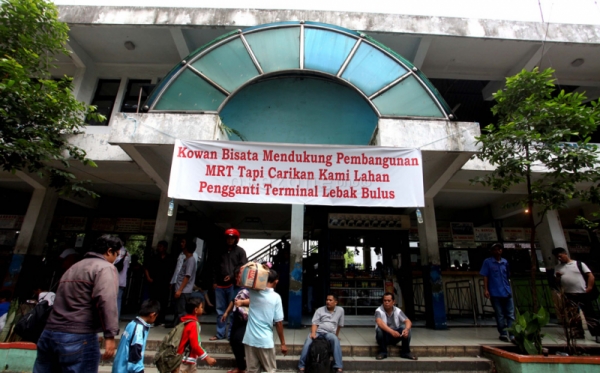 Kowan Bisata Mendukung Pembangunan
MRT Tapi Carikan Kami Lahan
Pengganti Terminal Lebak Bulus